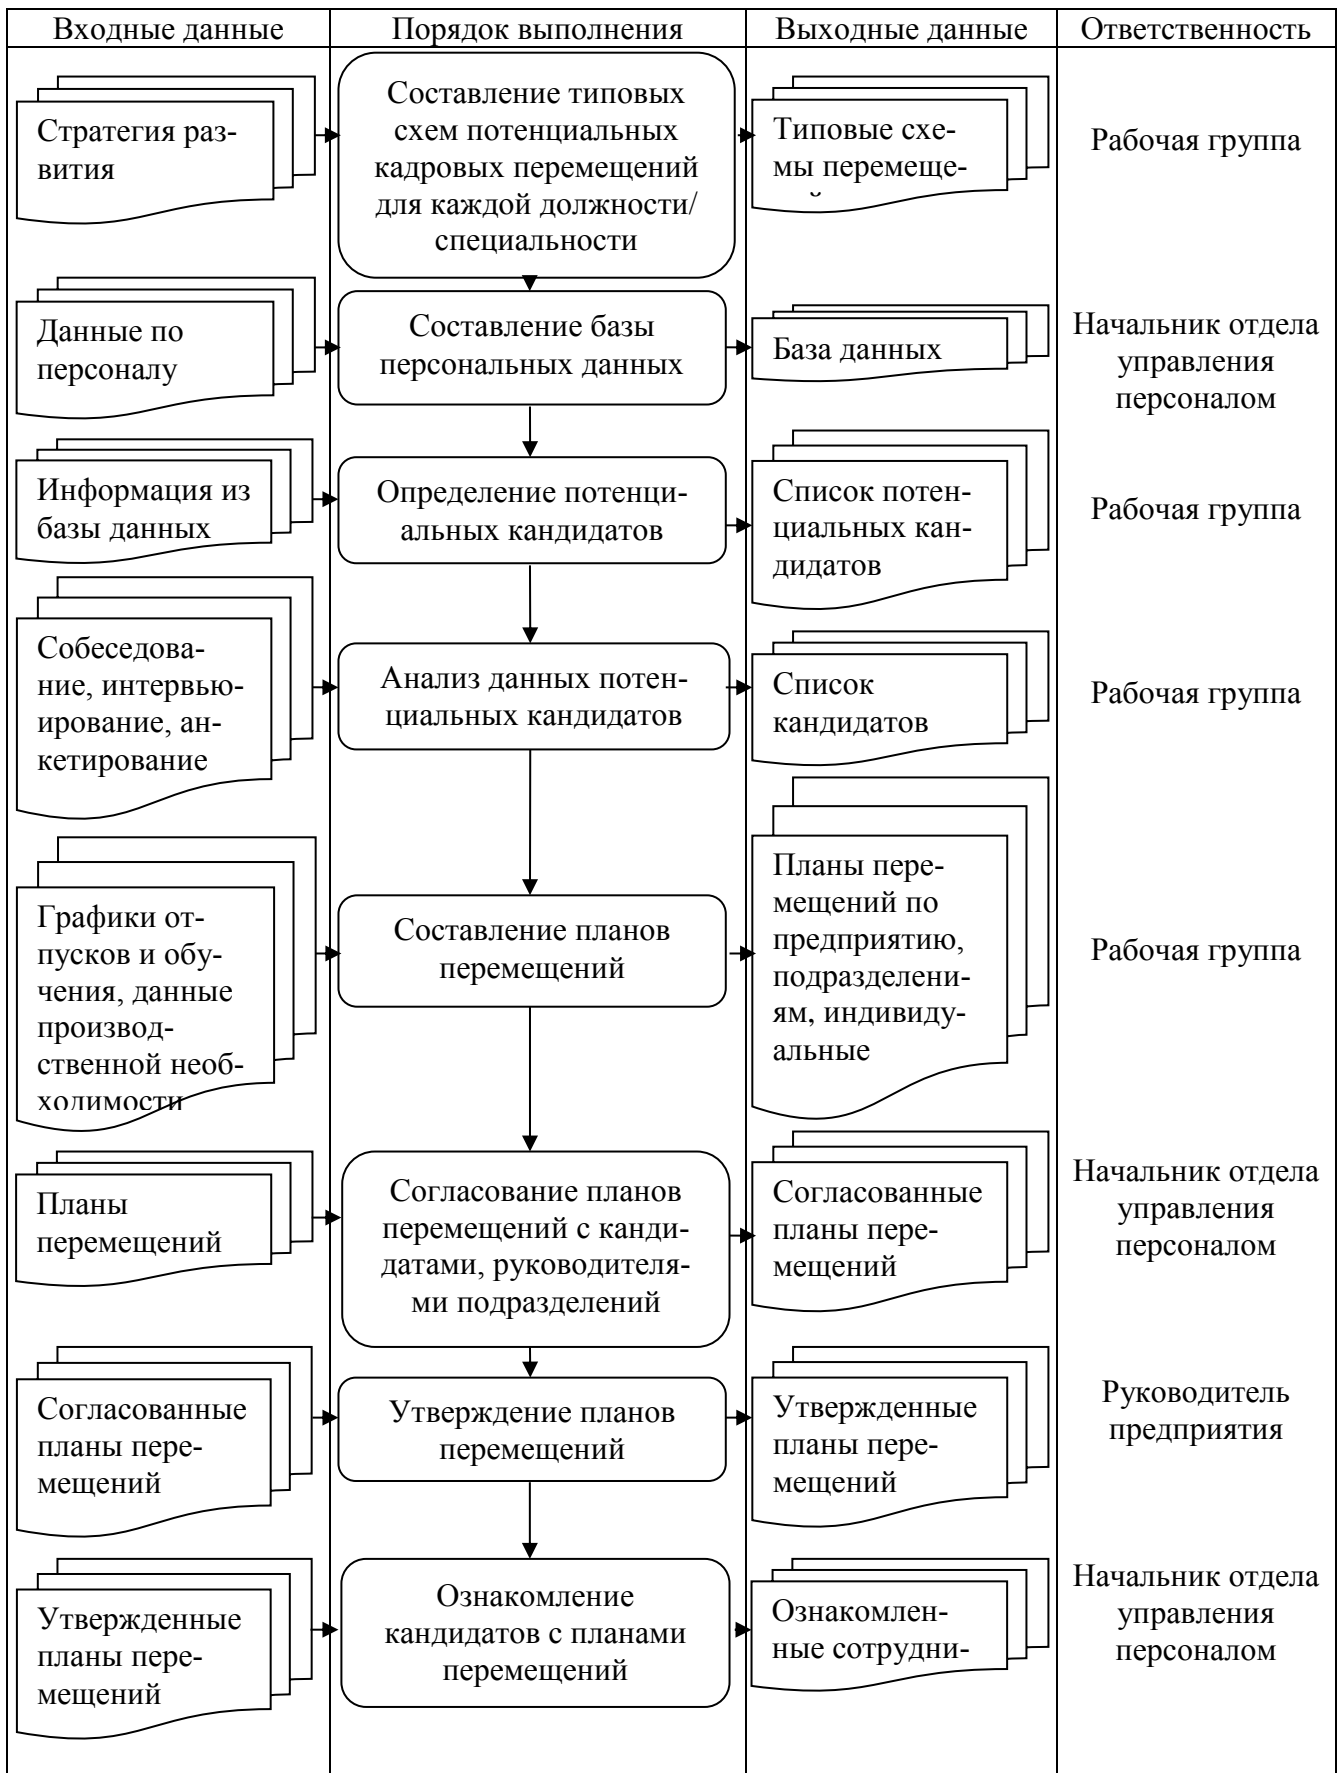 Входные данные
Порядок выполнения
Выходные данные
Ответственность
Стратегия раз-
вития
Составление типовых
схем потенциальных
кадровых перемещений
для каждой должности/
специальности
Типовые схе-
мы перемеще-
Рабочая группа
Данные по
персоналу
Составление базы
персональных данных
База данных
Начальник отдела
управления
персоналом
Информация из
базы данных
Определение потенци-
альных кандидатов
Список потен-
циальных кан-
дидатов
Рабочая группа
Собеседова-
ние, интервью-
ирование, ан-
кетирование
Анализ данных потен-
циальных кандидатов
Список
кандидатов
Рабочая группа
Графики от-
пусков и обу-
чения, данные
производ-
ственной необ-
ходимости
Составление планов
перемещений
Планы пере-
мещений по
предприятию,
подразделени-
ям, индивиду-
альные
Рабочая группа
Планы
перемещений
Согласование планов
перемещений с канди-
датами, руководителя-
ми подразделений
Согласованные
планы пере-
мещений
Начальник отдела
управления
персоналом
Согласованные
планы пере-
мещений
Утверждение планов
перемещений
Утвержденные
планы пере-
мещений
Руководитель
предприятия
Утвержденные
планы пере-
мещений
Ознакомление
кандидатов с планами
перемещений
Ознакомлен-
ные сотрудни-
Начальник отдела
управления
персоналом